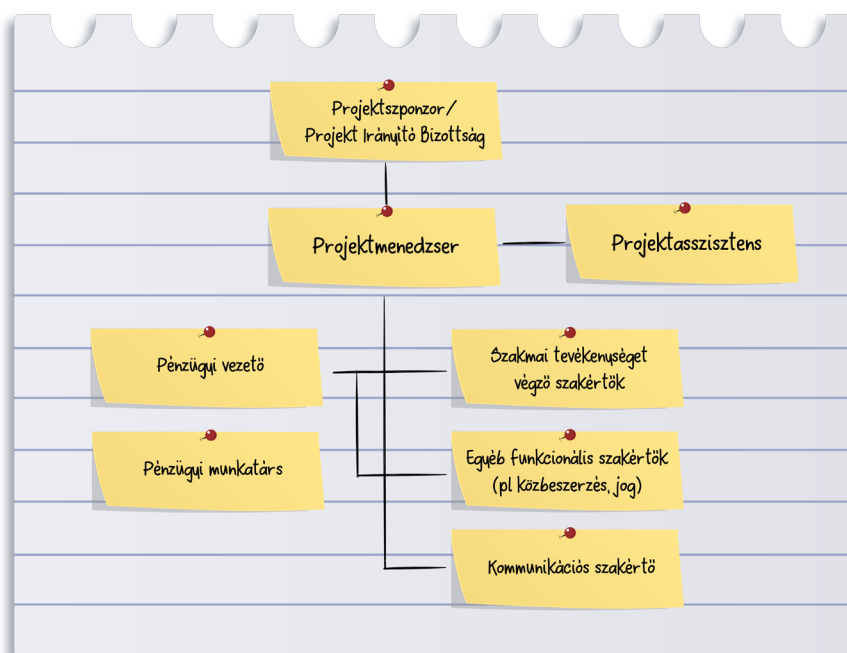 Projektszponzor/
Projekt Irányító Bizottság
Projektmenedzser
Projektasszisztens
Pénzügyi vezető
Szakmai tevékenységet
végző szakértők
Pénzügyi munkatárs
Egyéb funkcionális szakértők
(pl közbeszerzés, jog)
Kommunikációs szakértő